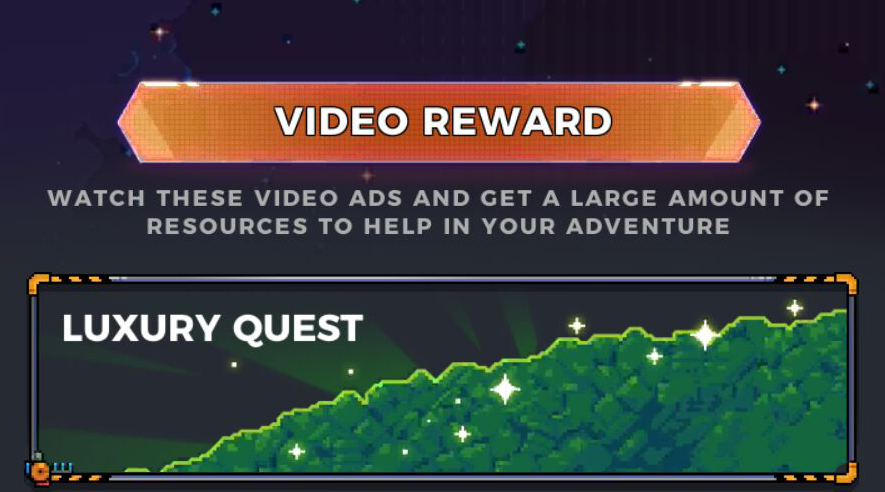 VIDEO REWARD
WATCH THESE VIDEO ADS AND GET A LARGE AMOUNT OF
RESOURCES TO HELP IN YOUR ADVENTURE
LUXURY QUEST